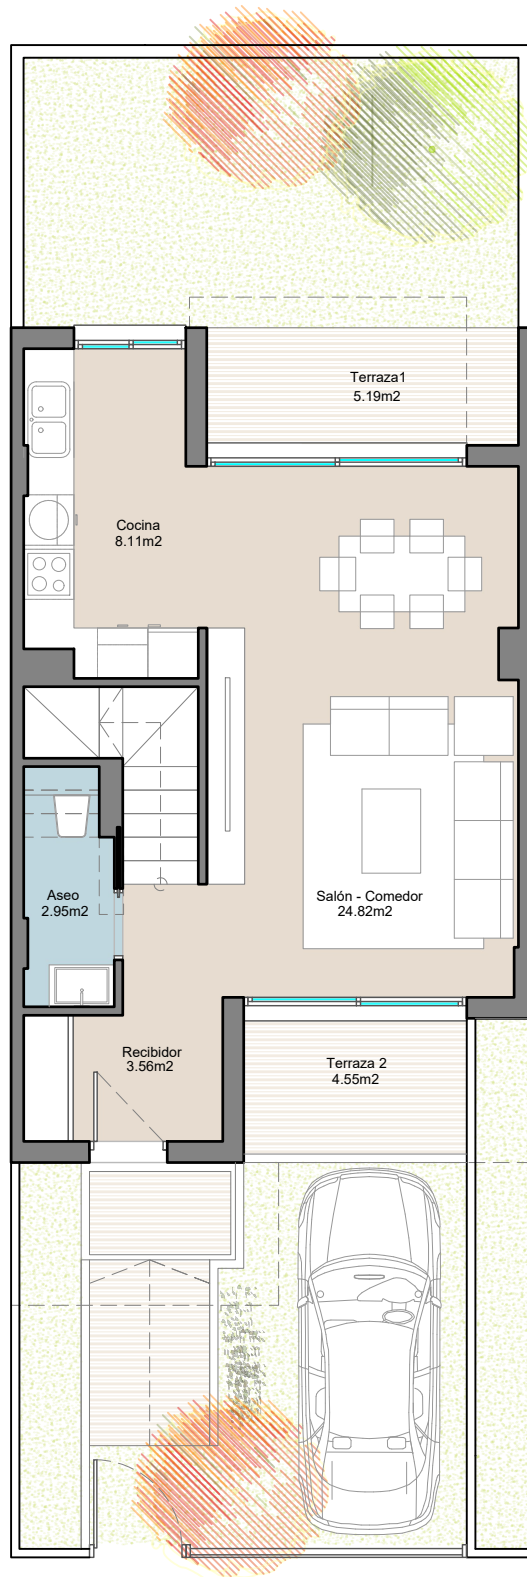 Terraza1
5.19m2
Cocina
8.11m2
Aseo
2.95m2
Salón - Comedor
24.82m2
Recibidor
3.56m2
Terraza 2
4.55m2